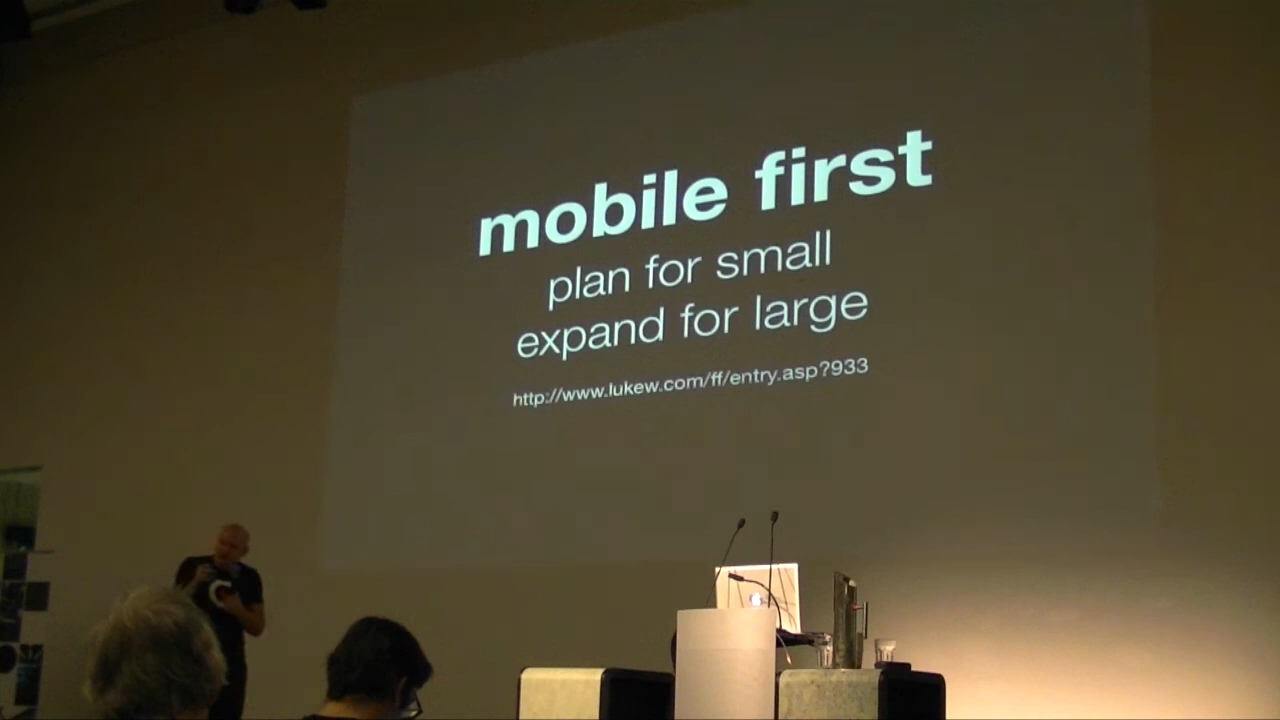 mobile first
plan for small
expand for large
http://www.lukew.com/ff/entry.asp?933